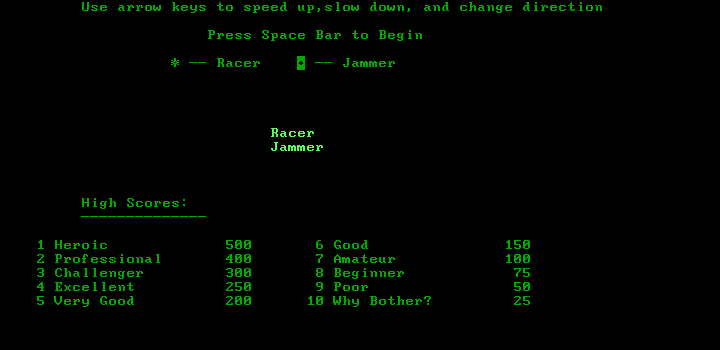 Use arrow keys to speed up,slow down, and change direction
Press Space Bar to Begin
* -- Racer ◘ -- Jammer
Racer
Jammer
High Scores:
--------------
1 Heroic 500 6 Good 150
2 Professional 400 7 Amateur 100
3 Challenger 300 8 Beginner 75
4 Excellent 250 9 Poor 50
5 Very Good 200 10 Why Bother? 25